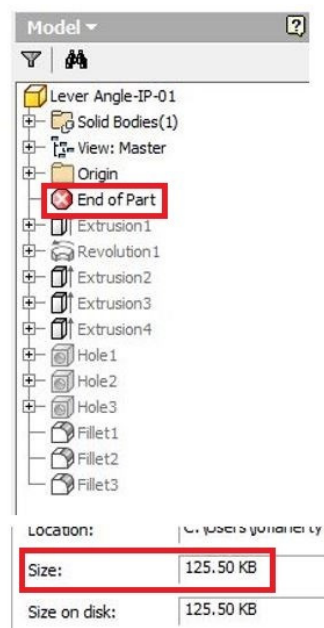 Model
Lever Angle-IP-01
Solid Bodies(1)
View: Master
Origin
End of Part
Extrusion1
Revolution1
Extrusion2
Extrusion3
Extrusion4
Hole1
Hole2
Hole3
Fillet1
Fillet2
Fillet3
Location:
Size: 125.50 KB
Size on disk: 125.50 KB